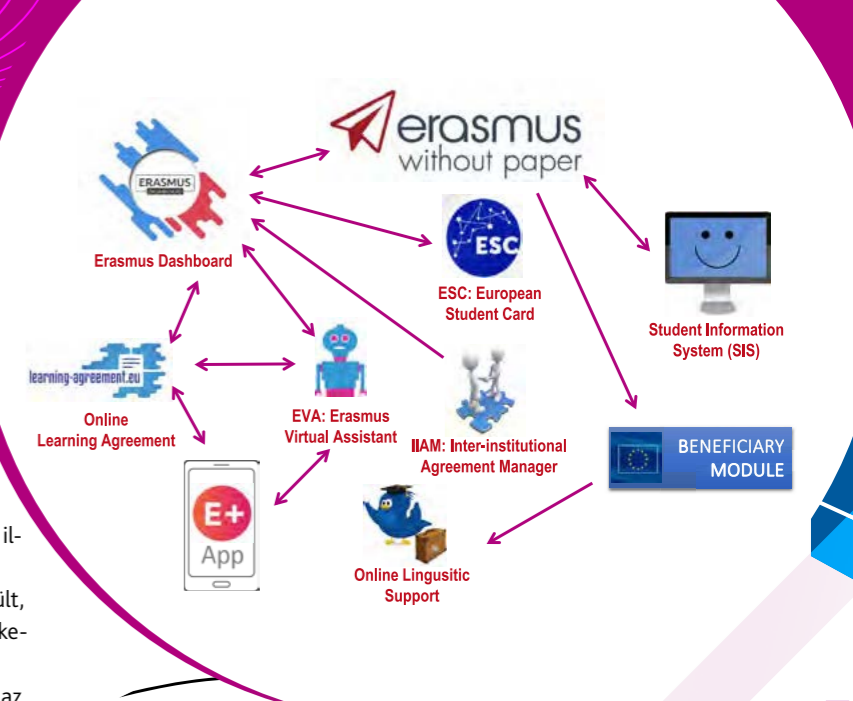 erasmus
without paper
ERASMUS
Erasmus Dashboard
ESC
ESC: European
Student Card
Student Information
System (SIS)
learning-agreement.eu
Online
Learning Agreement
EVA: Erasmus
Virtual Assistant
IIAM: Inter-institutional
Agreement Manager
BENEFICIARY
MODULE
E+
App
Online Lingusitic
Support
il-
ült,
ke-
az